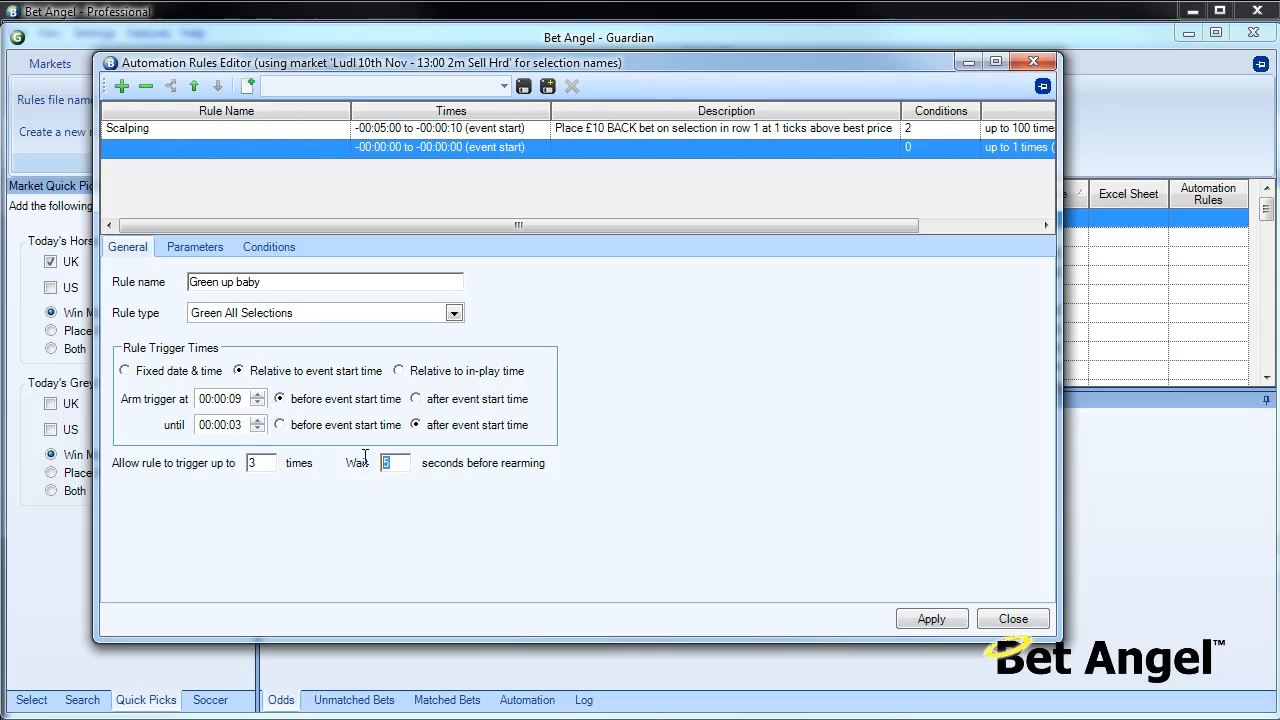 Bet Angel - Professional
Bet Angel - Guardian
Markets
Rules file name
Create a new
Automation Rules Editor (using market 'Ludl 10th Nov - 13:00 2m Sell Hrd' for selection names)
Rule Name Times Description Conditions
Scalping -00:05:00 to -00:00:10 (event start) Place £10 BACK bet on selection in row 1 at 1 ticks above best price 2 up to 100 times
-00:00:00 to -00:00:00 (event start) 0 up to 1 times (
Excel Sheet Automation Rules
Market Quick
Add the following
Today's
UK
US
Win
Place
Both
Today's
UK
US
Win
Place
Both
General Parameters Conditions
Rule name Green up baby
Rule type Green All Selections
Rule Trigger Times
Fixed date & time Relative to event start time Relative to in-play time
Arm trigger at 00:00:09 before event start time after event start time
until 00:00:03 before event start time after event start time
Allow rule to trigger up to 3 times Wait 5 seconds before rearming
Apply Close
Bet Angel™
Select Search Quick Picks Soccer Odds Unmatched Bets Matched Bets Automation Log